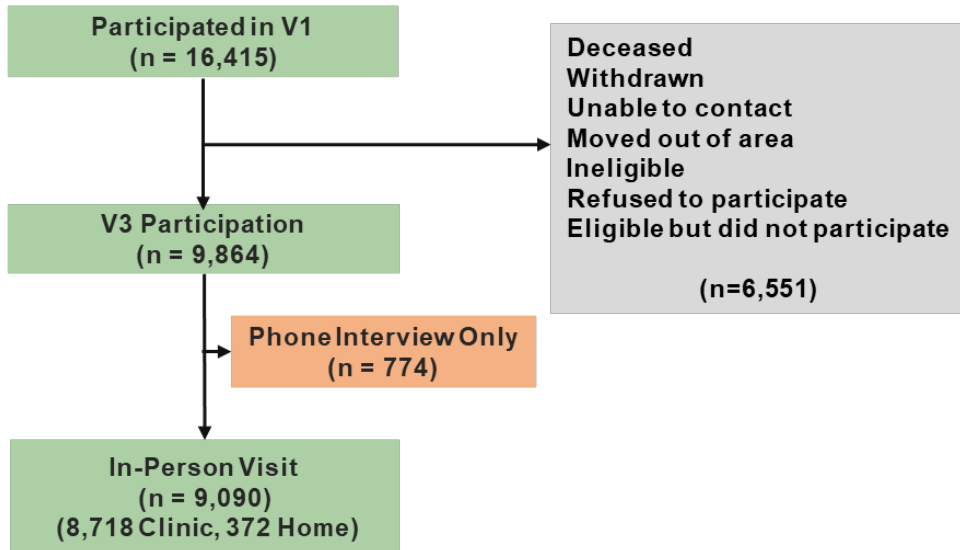 Participated in V1
(n = 16,415)
Deceased
Withdrawn
Unable to contact
Moved out of area
Ineligible
Refused to participate
Eligible but did not participate
(n=6,551)
V3 Participation
(n = 9,864)
Phone Interview Only
(n = 774)
In-Person Visit
(n = 9,090)
(8,718 Clinic, 372 Home)